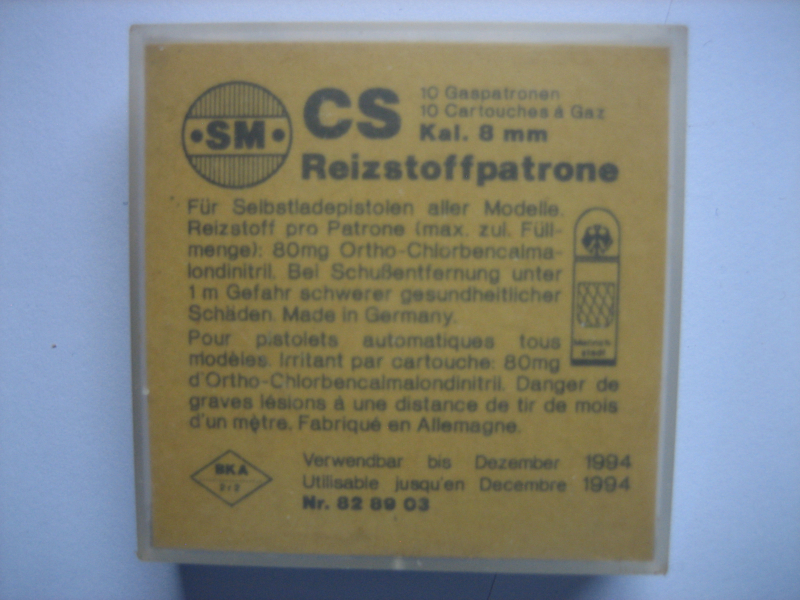 SM
CS
10 Gaspatronen
10 Cartouches á Gaz
Kal. 8 mm
Reizstoffpatrone
Für Selbstladepistolen aller Modelle.
Reizstoff pro Patrone (max. zul. Füll-
menge): 80mg Ortho-Chlorbencalma-
londinitril. Bei Schußentfernung unter
1 m Gefahr schwerer gesundheitlicher
Schäden. Made in Germany.
Pour pistolets automatiques tous
modèles. Irritant par cartouche: 80mg
d'Ortho-Chlorbencalmalondinitril. Danger de
graves lésions á une distance de tir de mois
d'un mètre. Fabriqué en Allemagne.
BKA
Verwendbar bis Dezember 1994
Utilisable jusqu'en Decembre 1994
Nr. 82 89 03